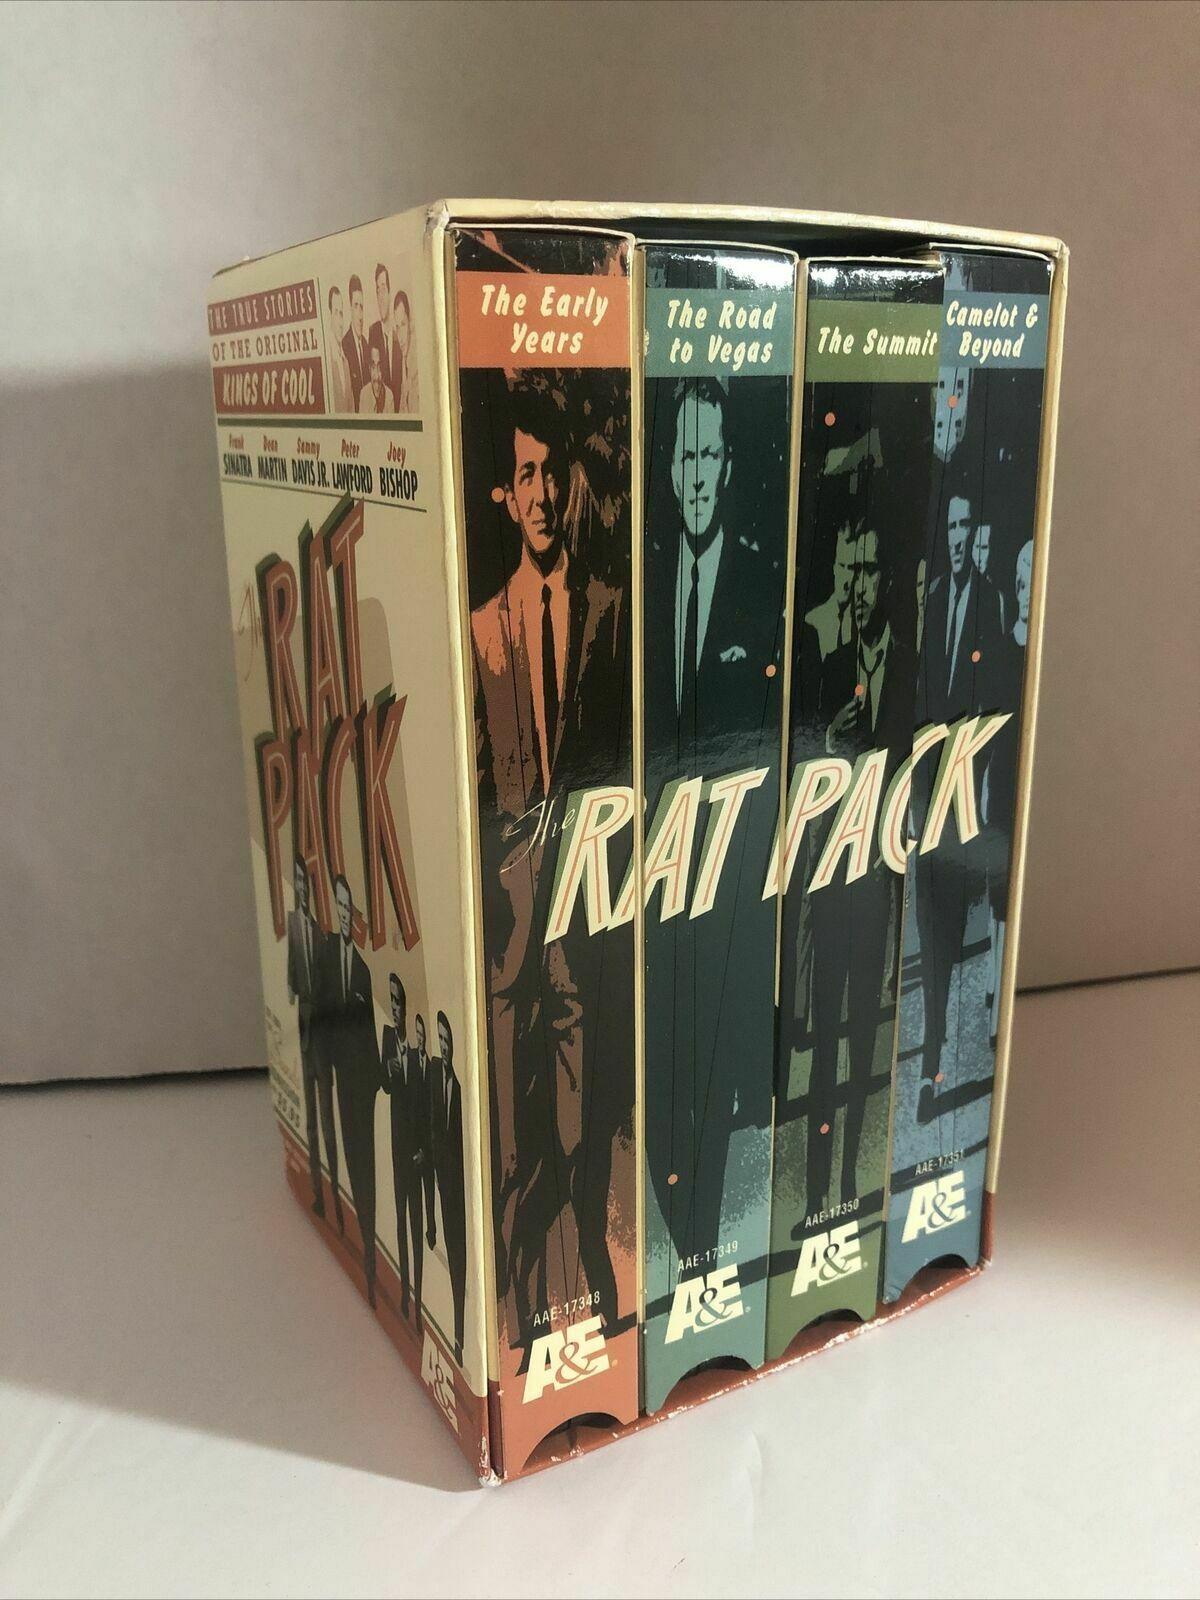 THE TRUE STORIES
OF THE ORIGINAL
KINGS OF COOL
Frank SINATRA
Dean MARTIN
Sammy DAVIS JR.
Peter LAWFORD
Joey BISHOP
The
RAT
PACK
A&E
The Early
Years
The Road
to Vegas
The Summit
Camelot &
Beyond
The RAT PACK
AAE-17348
A&E
AAE-17349
A&E
AAE-17350
A&E
AAE-17351
A&E